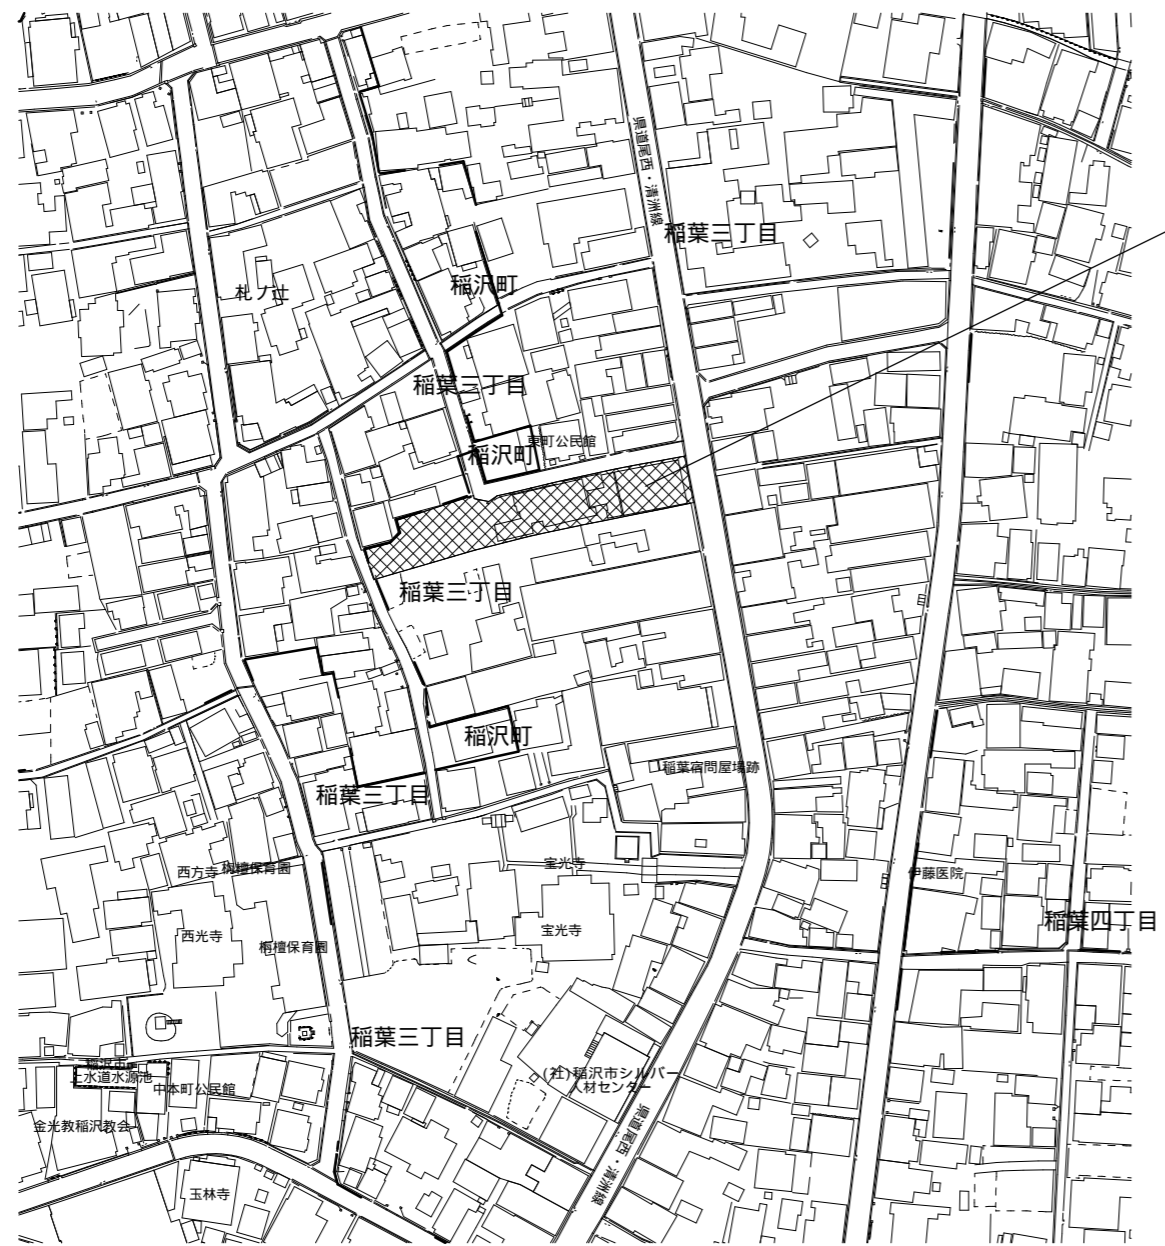 県道尾西・清洲線
稲葉三丁目
稲沢町
札ノ辻
稲葉三丁目
東町公民館
稲沢町
稲葉三丁目
稲沢町
稲葉宿問屋場跡
稲葉三丁目
宝光寺
西方寺
栴檀保育園
伊藤医院
稲葉四丁目
宝光寺
西光寺
栴檀保育園
稲葉三丁目
稲沢市
上水道水源池
(社)稲沢市シルバー
人材センター
中本町公民館
県道尾西・清洲線
金光教稲沢教会
玉林寺